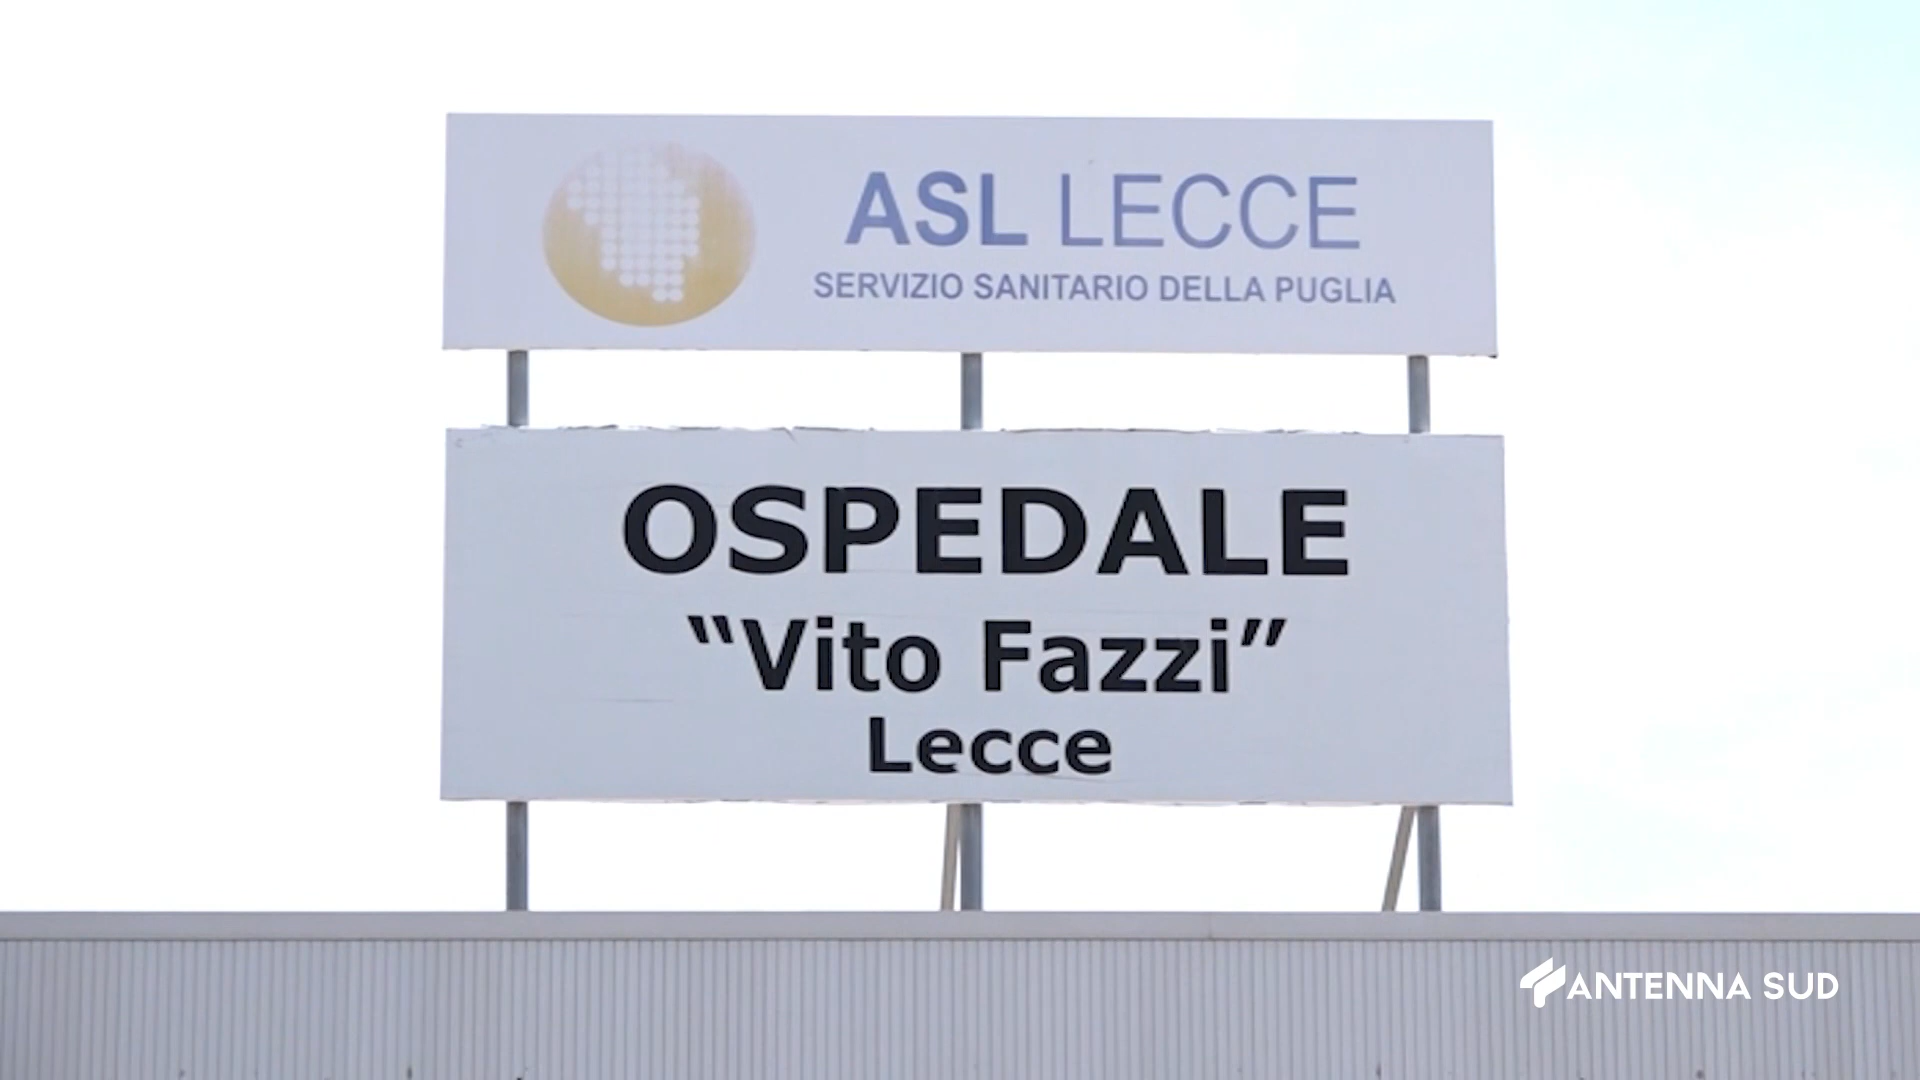 ASL LECCE
SERVIZIO SANITARIO DELLA PUGLIA
OSPEDALE
“Vito Fazzi”
Lecce
ANTENNA SUD